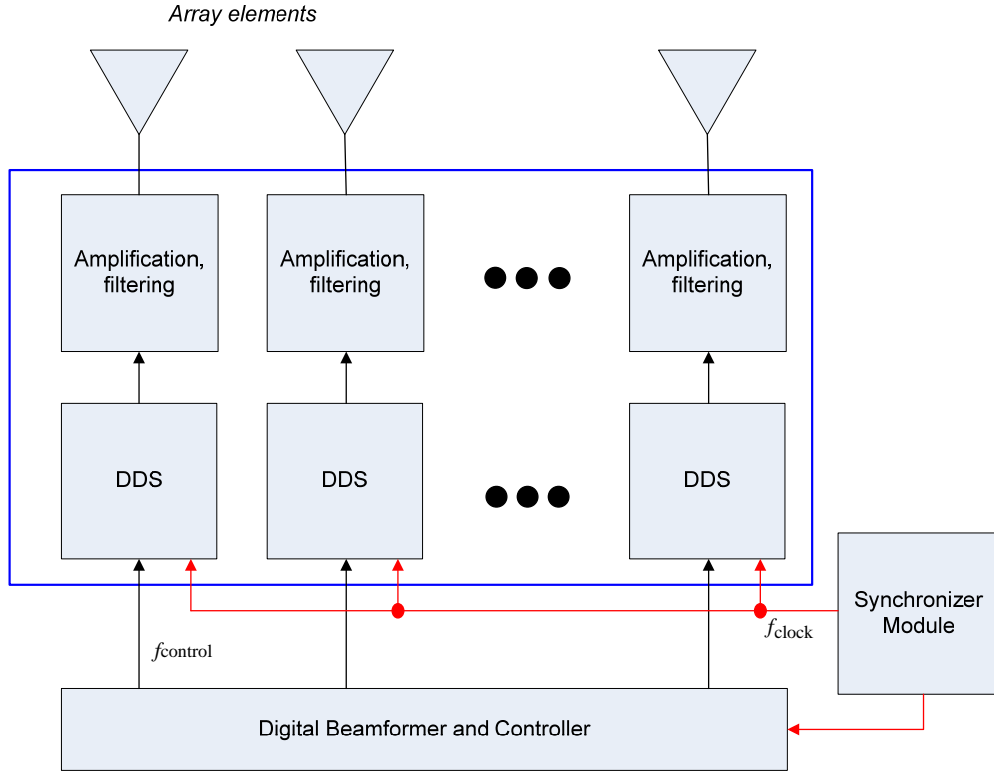 Array elements
Amplification,
filtering
Amplification,
filtering
Amplification,
filtering
DDS
DDS
DDS
Synchronizer
Module
fclock
fcontrol
Digital Beamformer and Controller